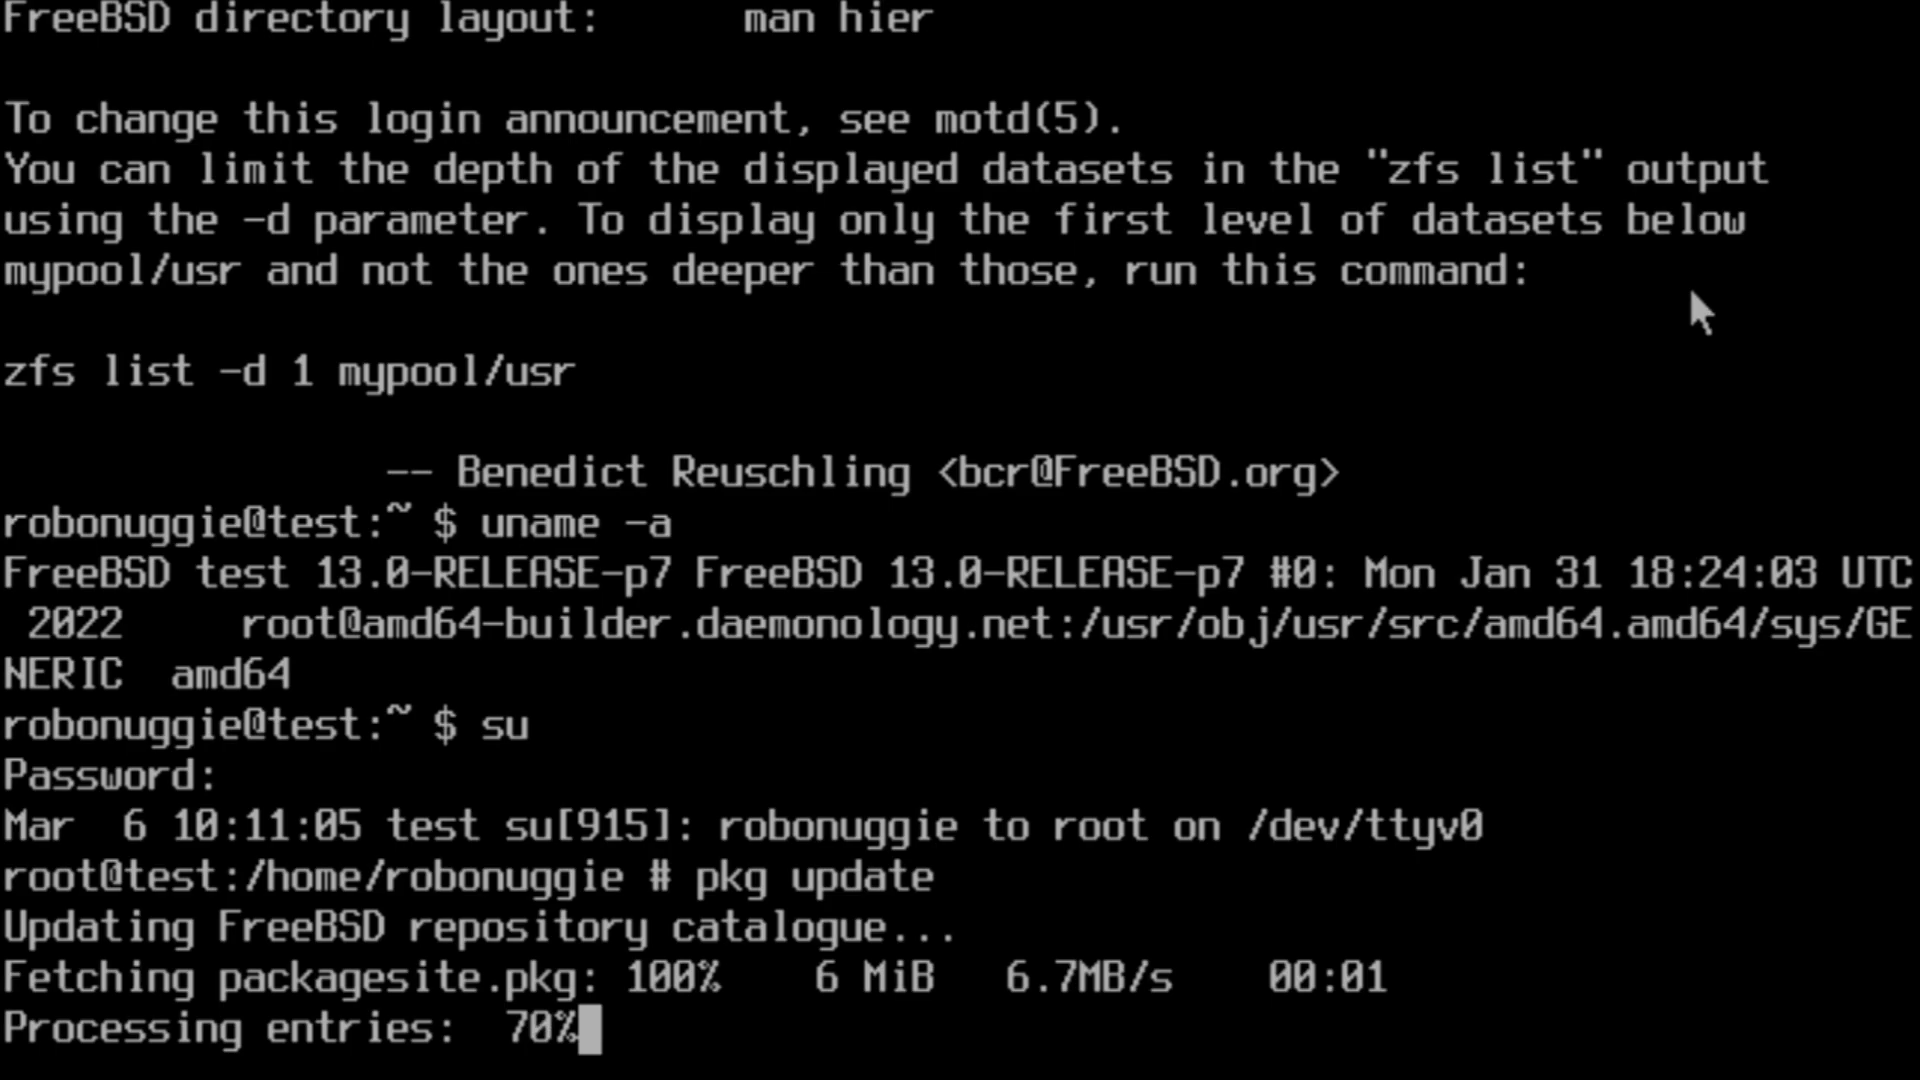 FreeBSD directory layout:      man hier
To change this login announcement, see motd(5).
You can limit the depth of the displayed datasets in the "zfs list" output
using the -d parameter. To display only the first level of datasets below
mypool/usr and not the ones deeper than those, run this command:
zfs list -d 1 mypool/usr
-- Benedict Reuschling <bcr@FreeBSD.org>
robonuggie@test:~ $ uname -a
FreeBSD test 13.0-RELEASE-p7 FreeBSD 13.0-RELEASE-p7 #0: Mon Jan 31 18:24:03 UTC
 2022     root@amd64-builder.daemonology.net:/usr/obj/usr/src/amd64.amd64/sys/GE
NERIC  amd64
robonuggie@test:~ $ su
Password:
Mar  6 10:11:05 test su[915]: robonuggie to root on /dev/ttyv0
root@test:/home/robonuggie # pkg update
Updating FreeBSD repository catalogue...
Fetching packagesite.pkg: 100%    6 MiB   6.7MB/s    00:01
Processing entries:  70%